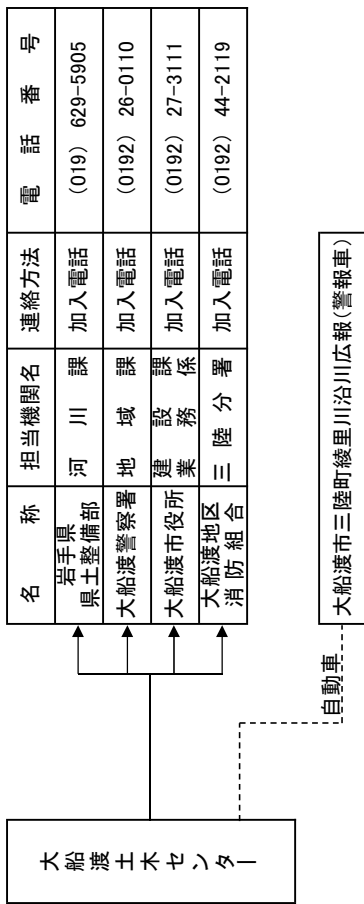 名　称　担当機関名　連絡方法　電　話　番　号
岩手県
県土整備部　河　川　課　加入電話　(019) 629-5905
大船渡警察署　地　域　課　加入電話　(0192) 26-0110
大船渡市役所　建　設　課
業　務　係　加入電話　(0192) 27-3111
大船渡地区
消防組合　三　陸　分　署　加入電話　(0192) 44-2119
大船渡土木センター
自動車
大船渡市三陸町綾里川沿川広報(警報車)